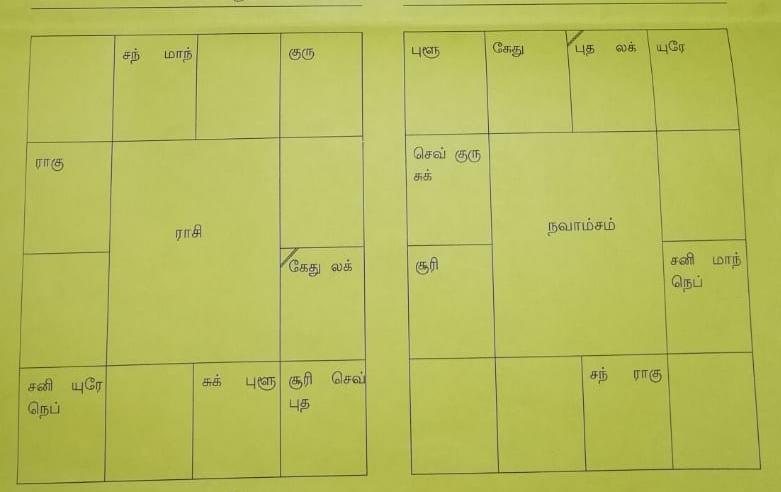 சந் மாந்
குரு
ராகு
ராசி
கேது லக்
சனி யுரே
நெப்
சுக் புளூ
சூரி செவ்
புத
புளூ
கேது
புத லக்
யுரே
செவ் குரு
சுக்
நவாம்சம்
சூரி
சனி மாந்
நெப்
சந் ராகு